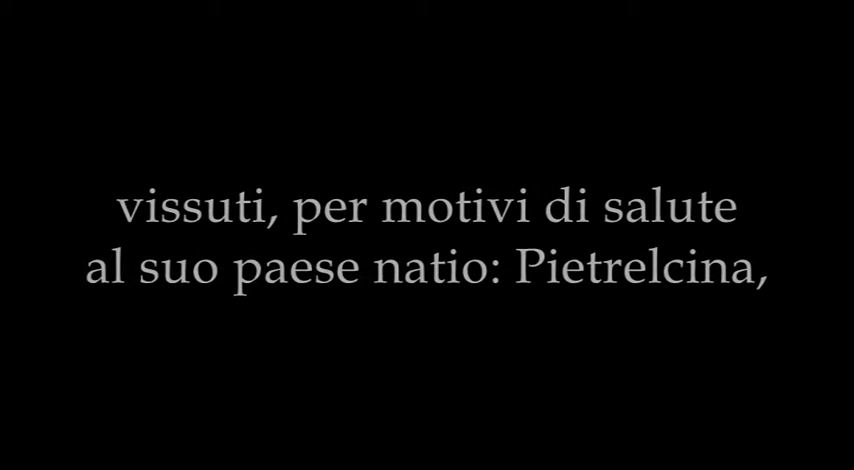 vissuti, per motivi di salute
al suo paese natio: Pietrelcina,